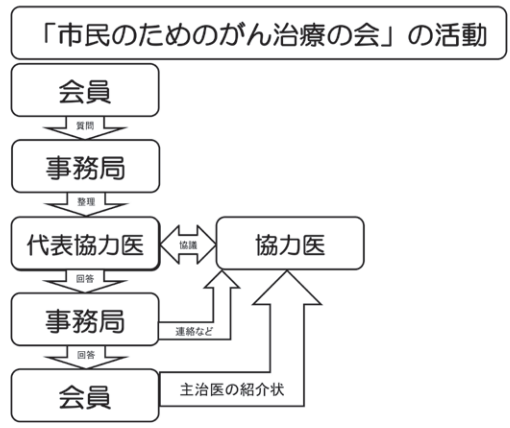 「市民のためのがん治療の会」の活動
会員
質問
事務局
整理
代表協力医
協議
協力医
回答
事務局
連絡など
回答
会員
主治医の紹介状